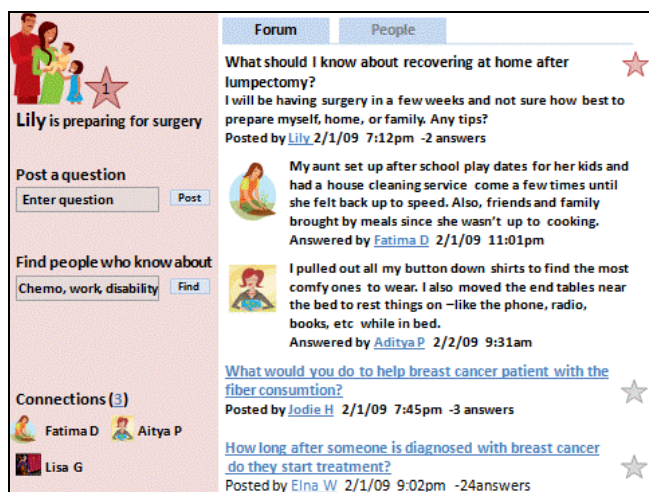 1
Lily is preparing for surgery
Post a question
Enter question
Post
Find people who know about
Chemo, work, disability
Find
Connections (3)
Fatima D
Aitya P
Lisa G
Forum
People
What should I know about recovering at home after
lumpectomy?
I will be having surgery in a few weeks and not sure how best to
prepare myself, home, or family. Any tips?
Posted by Lily 2/1/09 7:12pm -2 answers
My aunt set up after school play dates for her kids and
had a house cleaning service come a few times until
she felt back up to speed. Also, friends and family
brought by meals since she wasn't up to cooking.
Answered by Fatima D 2/1/09 11:01pm
I pulled out all my button down shirts to find the most
comfy ones to wear. I also moved the end tables near
the bed to rest things on –like the phone, radio,
books, etc while in bed.
Answered by Aditya P 2/2/09 9:31am
What would you do to help breast cancer patient with the
fiber consumtion?
Posted by Jodie H 2/1/09 7:45pm -3 answers
How long after someone is diagnosed with breast cancer
do they start treatment?
Posted by Elna W 2/1/09 9:02pm -24answers